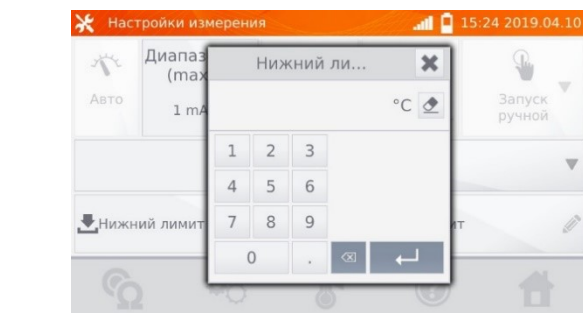 Настройки измерения 15:24 2019.04.10
Диапаз
(max
Авто
1 mA
Запуск
ручной
Нижний ли...
°C
1 2 3
4 5 6
7 8 9
0 .
Нижний лимит
ит